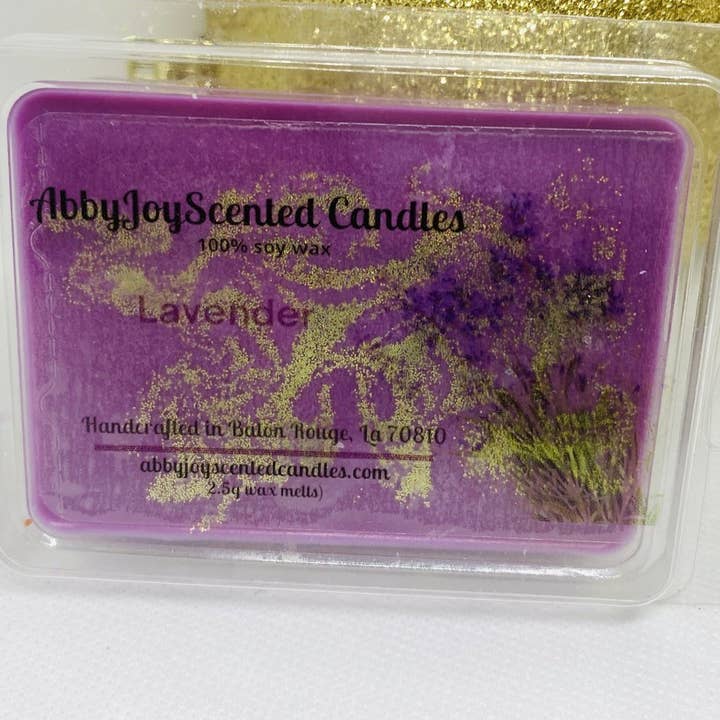 AbbyJoyScented Candles
100% soy wax
Lavender
Handcrafted in Baton Rouge, La 70810
abbyjoyscentedcandles.com
2.5g wax melts)